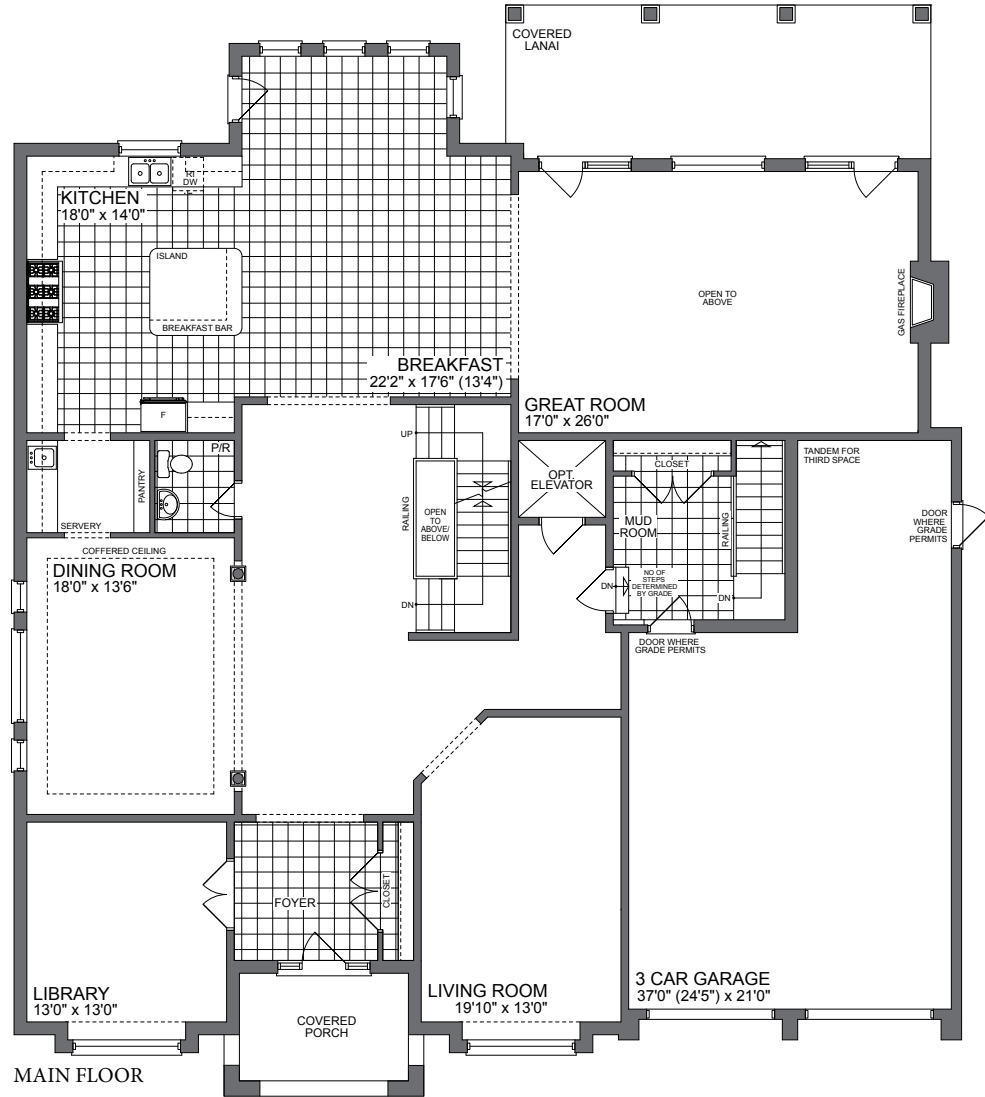 COVERED
LANAI
RI
DW
KITCHEN
18'0" x 14'0"
ISLAND
BREAKFAST BAR
OPEN TO
ABOVE
GAS FIREPLACE
BREAKFAST
22'2" x 17'6" (13'4")
GREAT ROOM
17'0" x 26'0"
F
UP
P/R
PANTRY
SERVERY
RAILING
OPEN
TO
ABOVE/
BELOW
DN
OPT.
ELEVATOR
CLOSET
MUD
ROOM
RAILING
NO OF
STEPS
DETERMINED
BY GRADE
DN
DN
TANDEM FOR
THIRD SPACE
DOOR
WHERE
GRADE
PERMITS
DOOR WHERE
GRADE PERMITS
COFFERED CEILING
DINING ROOM
18'0" x 13'6"
FOYER
CLOSET
LIBRARY
13'0" x 13'0"
COVERED
PORCH
LIVING ROOM
19'10" x 13'0"
3 CAR GARAGE
37'0" (24'5") x 21'0"
MAIN FLOOR